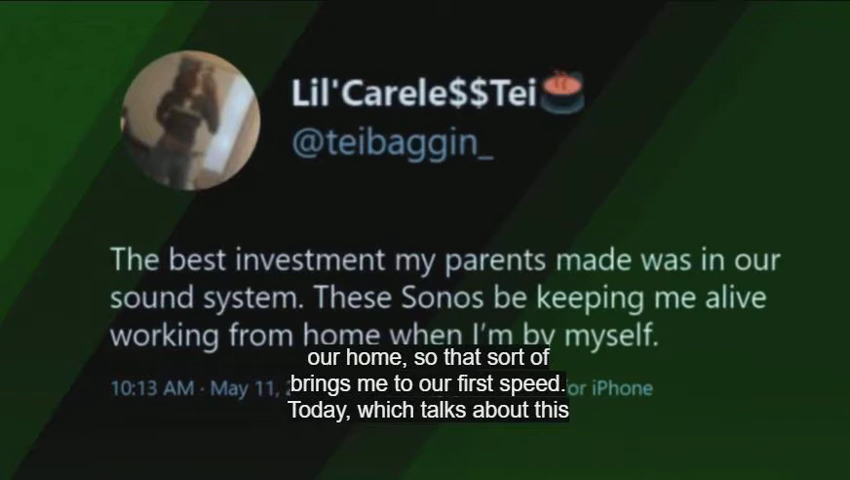 Lil'Carele$$Tei
@teibaggin_
The best investment my parents made was in our
sound system. These Sonos be keeping me alive
working from home when I'm by myself.
10:13 AM · May 11, or iPhone
our home, so that sort of
brings me to our first speed.
Today, which talks about this